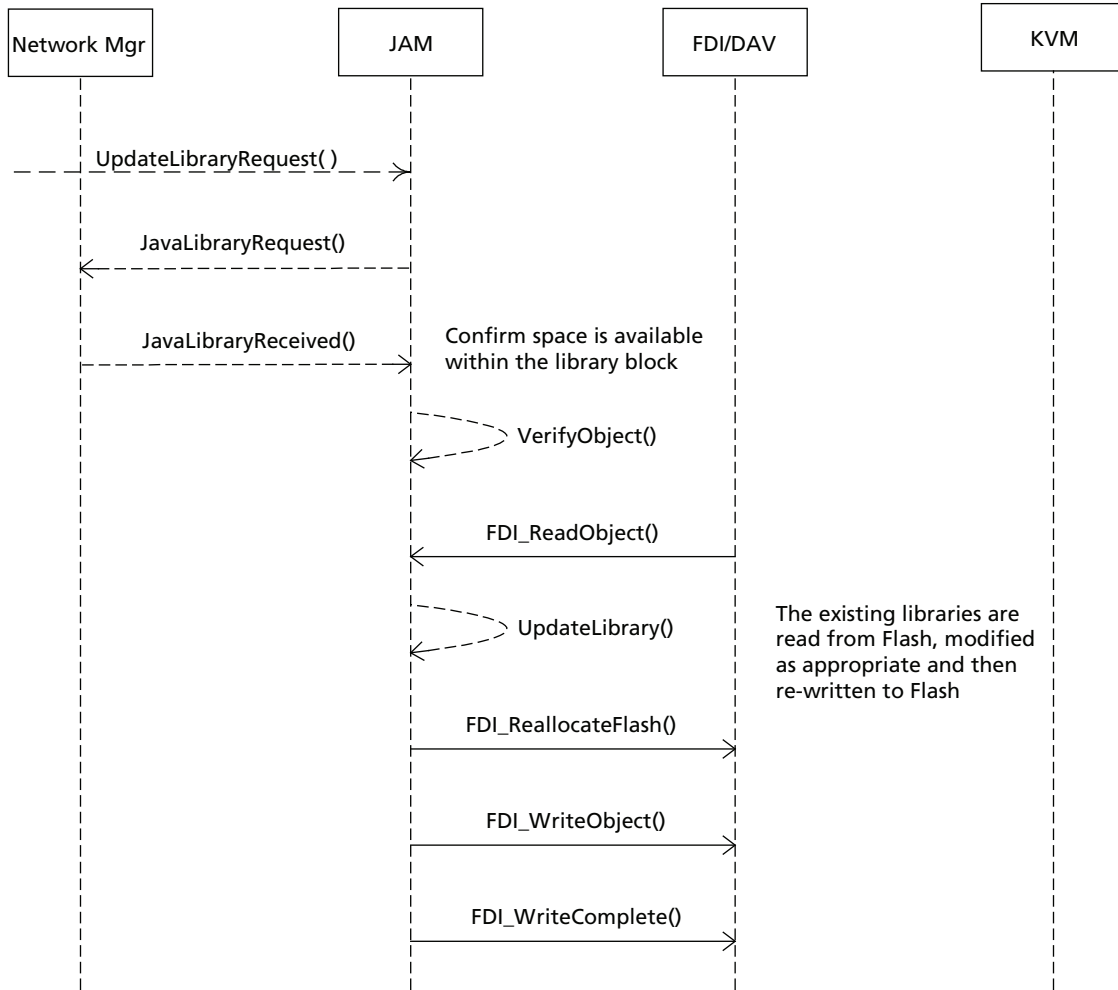 Network Mgr
JAM
FDI/DAV
KVM
UpdateLibraryRequest( )
JavaLibraryRequest()
JavaLibraryReceived()
Confirm space is available
within the library block
VerifyObject()
FDI_ReadObject()
UpdateLibrary()
The existing libraries are
read from Flash, modified
as appropriate and then
re-written to Flash
FDI_ReallocateFlash()
FDI_WriteObject()
FDI_WriteComplete()